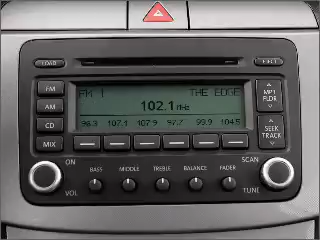 LOAD
EJECT
FM
FM 1 THE EDGE
MP3 FLDR
AM
102.1 MHz
CD
96.3 107.1 107.9 97.7 99.9 104.5
SEEK TRACK
MIX
ON BASS MIDDLE TREBLE BALANCE FADER SCAN
VOL TUNE